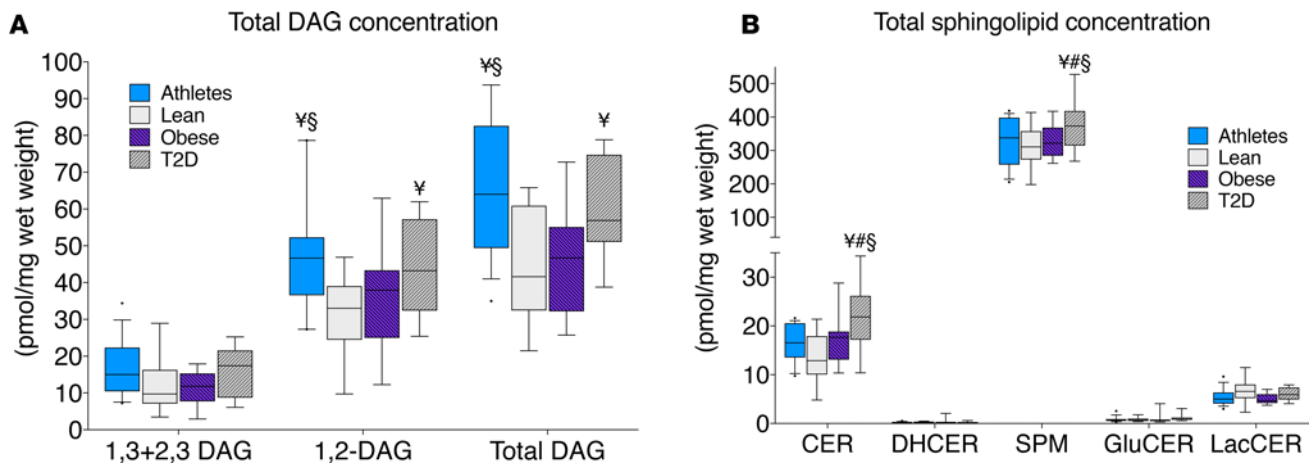 A
Total DAG concentration
(pmol/mg wet weight)
100
90
80
70
60
50
40
30
20
10
0
Athletes
Lean
Obese
T2D
¥§
¥
¥§
¥
1,3+2,3 DAG
1,2-DAG
Total DAG
B
Total sphingolipid concentration
(pmol/mg wet weight)
500
400
300
200
100
30
20
10
0
¥#§
¥#§
Athletes
Lean
Obese
T2D
CER
DHCER
SPM
GluCER
LacCER